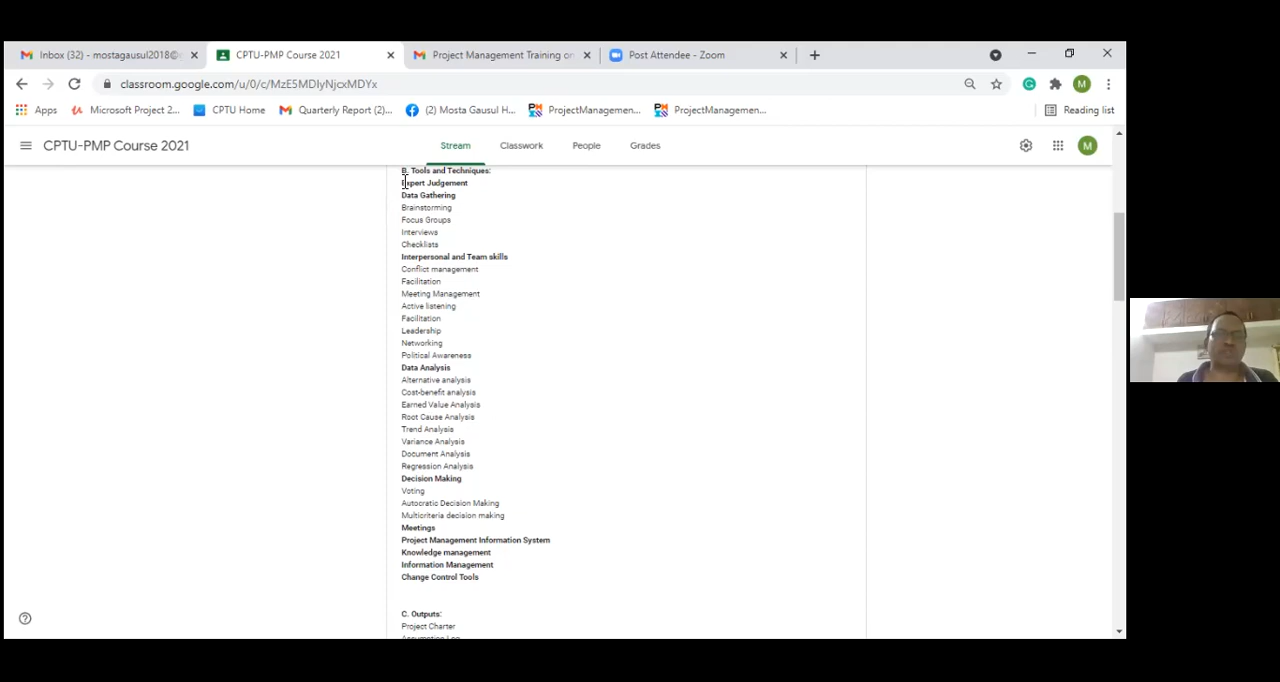 Inbox (32) - mostagausul2018@
CPTU-PMP Course 2021
Project Management Training on
Post Attendee - Zoom
classroom.google.com/u/0/c/MzE5MDIyNjcxMDYx
Apps
Microsoft Project 2...
CPTU Home
Quarterly Report (2)...
(2) Mosta Gausul H...
ProjectManagemen...
ProjectManagemen...
Reading list
CPTU-PMP Course 2021
Stream
Classwork
People
Grades
M
B. Tools and Techniques:
Expert Judgement
Data Gathering
Brainstorming
Focus Groups
Interviews
Checklists
Interpersonal and Team skills
Conflict management
Facilitation
Meeting Management
Active listening
Facilitation
Leadership
Networking
Political Awareness
Data Analysis
Alternative analysis
Cost-benefit analysis
Earned Value Analysis
Root Cause Analysis
Trend Analysis
Variance Analysis
Document Analysis
Regression Analysis
Decision Making
Voting
Autocratic Decision Making
Multicriteria decision making
Meetings
Project Management Information System
Knowledge management
Information Management
Change Control Tools
C. Outputs:
Project Charter
Assumption Log